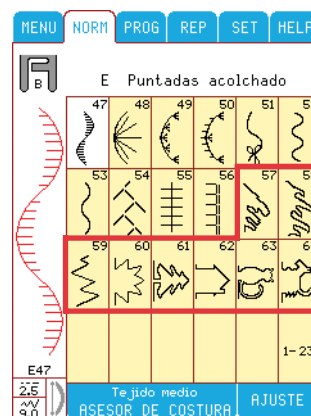 MENU NORM PROG REP SET HELP
B
E Puntadas acolchado
47 48 49 50 51
53 54 55 56 57
59 60 61 62 63
1-23
E47
2.5
9.0
Tejido medio
ASESOR DE COSTURA
AJUSTE